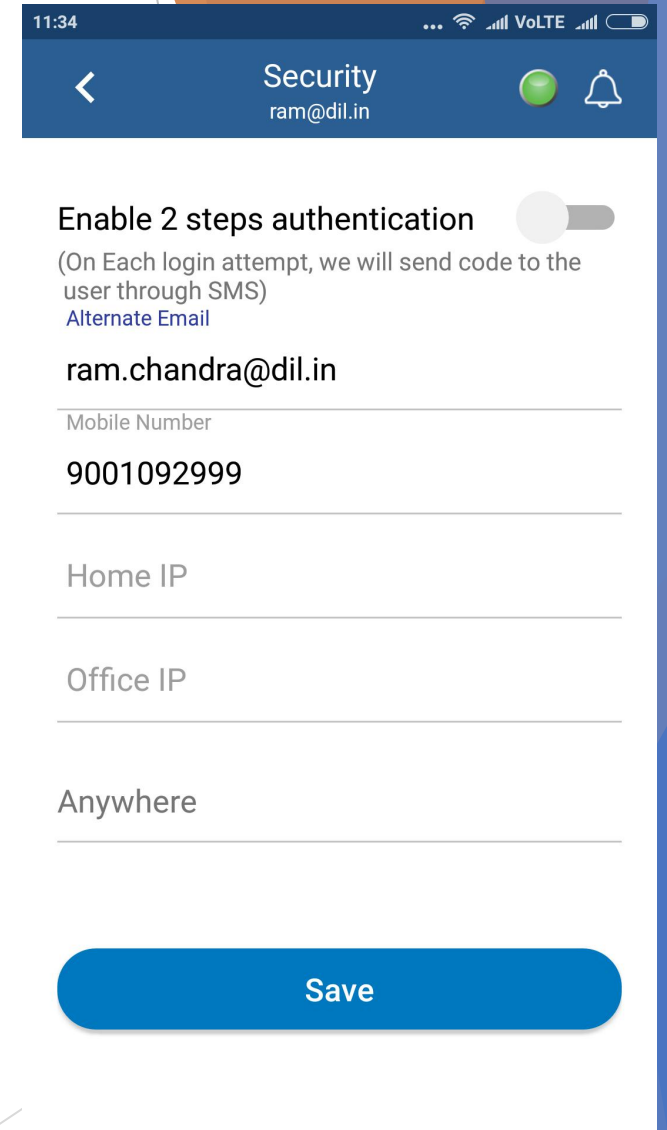 11:34
... VoLTE
Security
ram@dil.in
Enable 2 steps authentication
(On Each login attempt, we will send code to the
user through SMS)
Alternate Email
ram.chandra@dil.in
Mobile Number
9001092999
Home IP
Office IP
Anywhere
Save